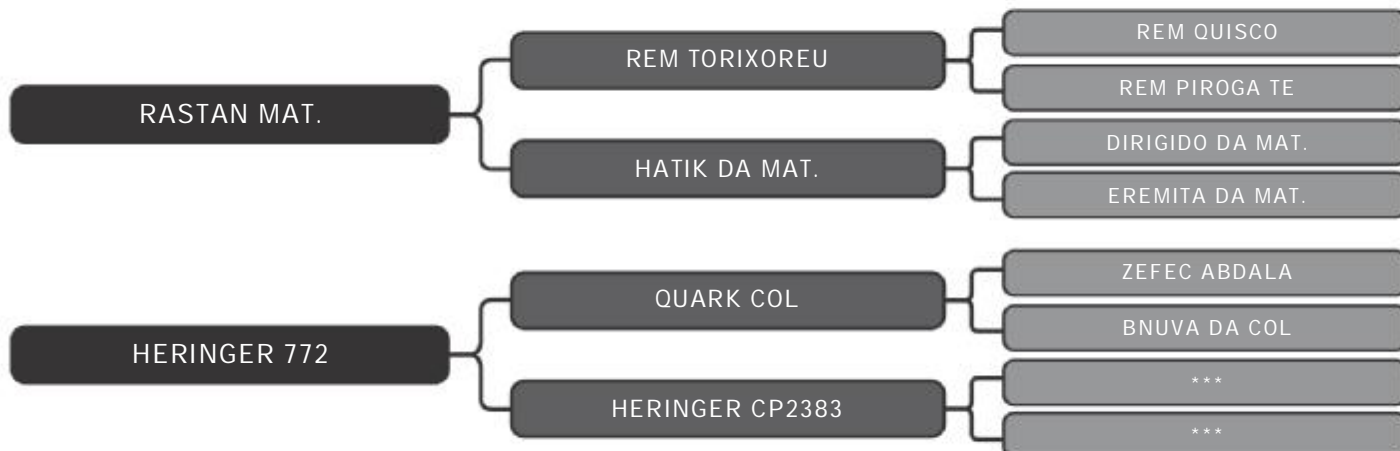 RASTAN MAT.
REM TORIXOREU
REM QUISCO
REM PIROGA TE
HATIK DA MAT.
DIRIGIDO DA MAT.
EREMITA DA MAT.
HERINGER 772
QUARK COL
ZEFEC ABDALA
BNUVA DA COL
HERINGER CP2383
***
***